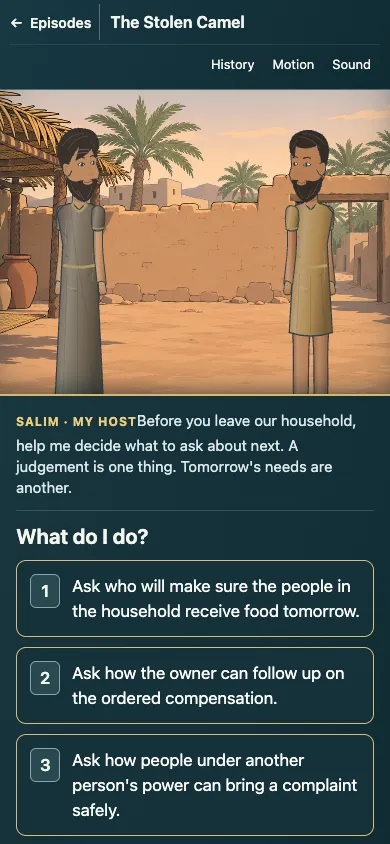 ← Episodes
The Stolen Camel
History Motion Sound
SALIM · MY HOSTBefore you leave our household,
help me decide what to ask about next. A
judgement is one thing. Tomorrow's needs are
another.
What do I do?
1
Ask who will make sure the people in
the household receive food tomorrow.
2
Ask how the owner can follow up on
the ordered compensation.
3
Ask how people under another
person's power can bring a complaint
safely.